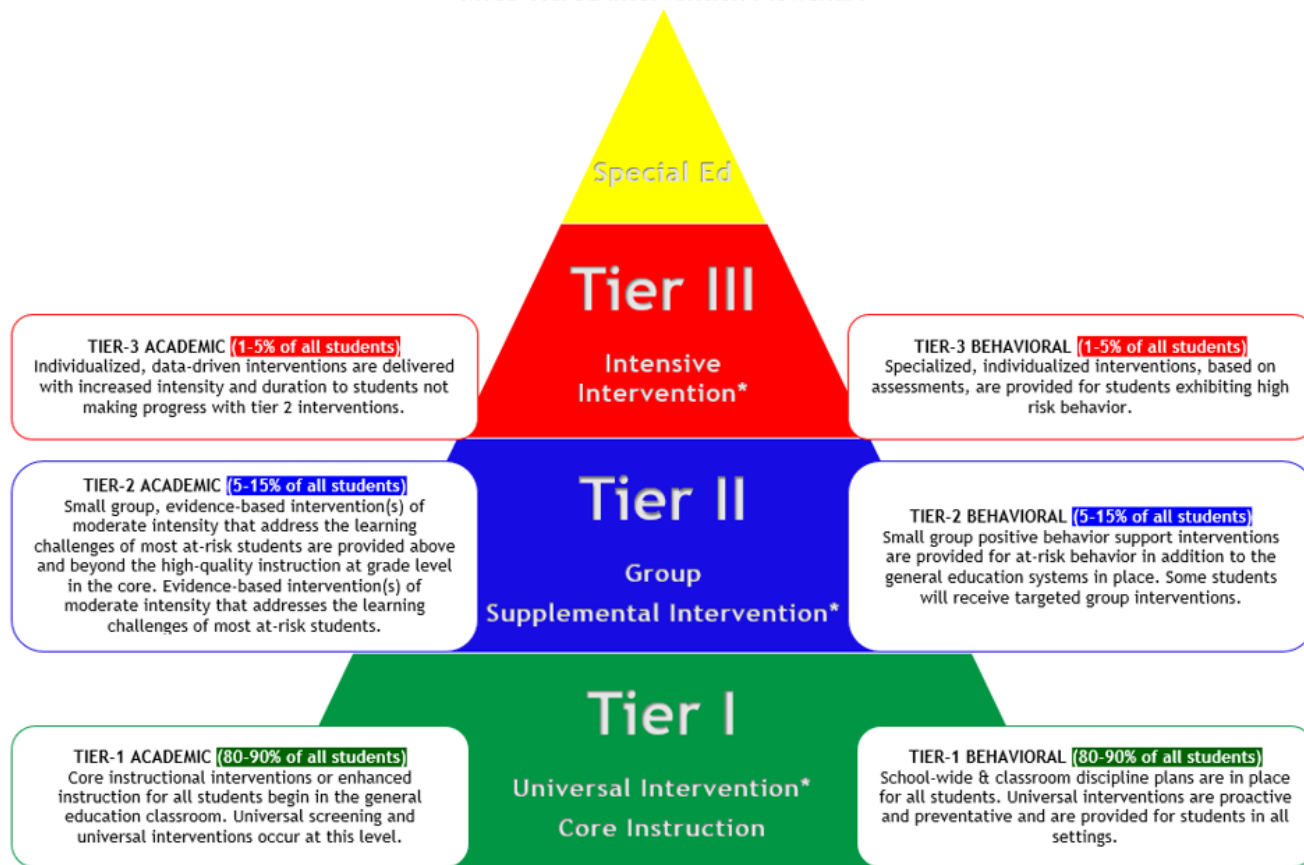 Special Ed
Tier III
Intensive
Intervention*
TIER-3 ACADEMIC (1-5% of all students)
Individualized, data-driven interventions are delivered
with increased intensity and duration to students not
making progress with tier 2 interventions.
TIER-3 BEHAVIORAL (1-5% of all students)
Specialized, individualized interventions, based on
assessments, are provided for students exhibiting high
risk behavior.
Tier II
Group
Supplemental Intervention*
TIER-2 ACADEMIC (5-15% of all students)
Small group, evidence-based intervention(s) of
moderate intensity that address the learning
challenges of most at-risk students are provided above
and beyond the high-quality instruction at grade level
in the core. Evidence-based intervention(s) of
moderate intensity that addresses the learning
challenges of most at-risk students.
TIER-2 BEHAVIORAL (5-15% of all students)
Small group positive behavior support interventions
are provided for at-risk behavior in addition to the
general education systems in place. Some students
will receive targeted group interventions.
Tier I
Universal Intervention*
Core Instruction
TIER-1 ACADEMIC (80-90% of all students)
Core instructional interventions or enhanced
instruction for all students begin in the general
education classroom. Universal screening and
universal interventions occur at this level.
TIER-1 BEHAVIORAL (80-90% of all students)
School-wide & classroom discipline plans are in place
for all students. Universal interventions are proactive
and preventative and are provided for students in all
settings.